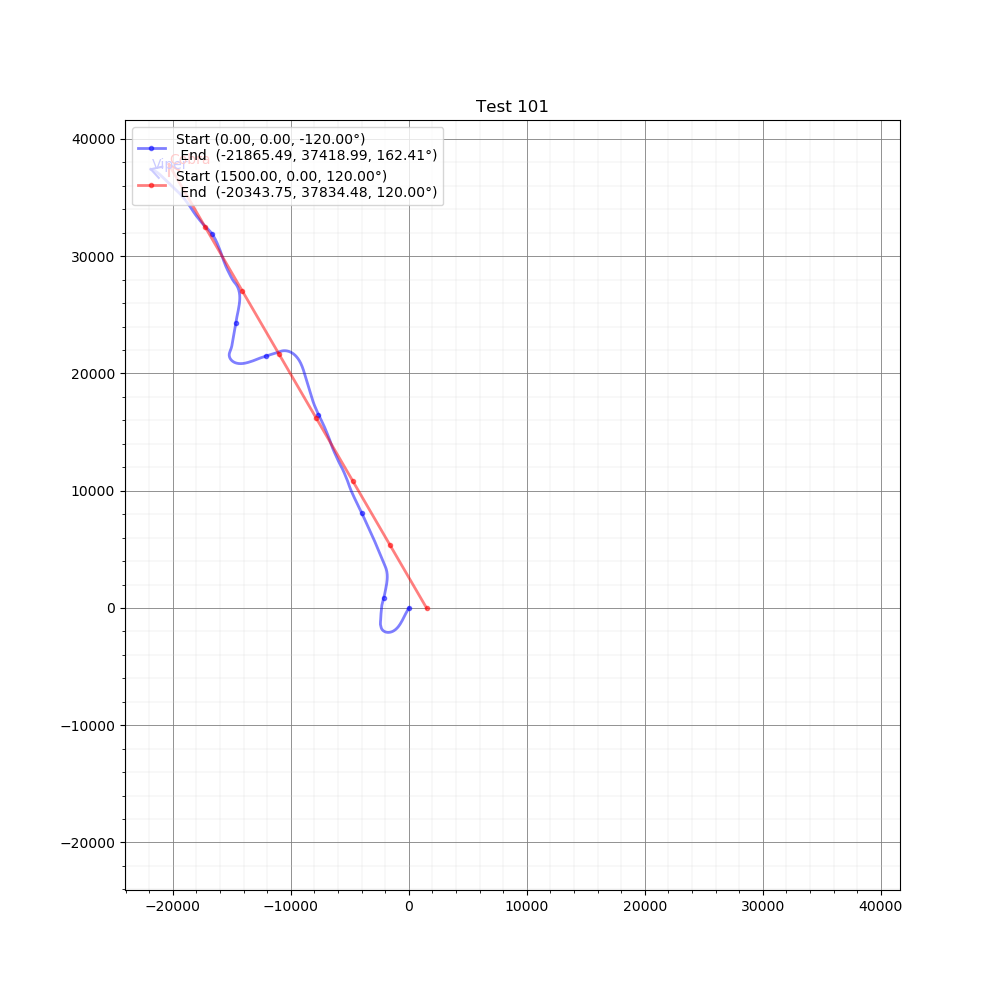 Test 101
40000
30000
20000
10000
0
−10000
−20000
Start (0.00, 0.00, -120.00°)
End (-21865.49, 37418.99, 162.41°)
Start (1500.00, 0.00, 120.00°)
End (-20343.75, 37834.48, 120.00°)
Viper
Cobra
−20000 −10000 0 10000 20000 30000 40000